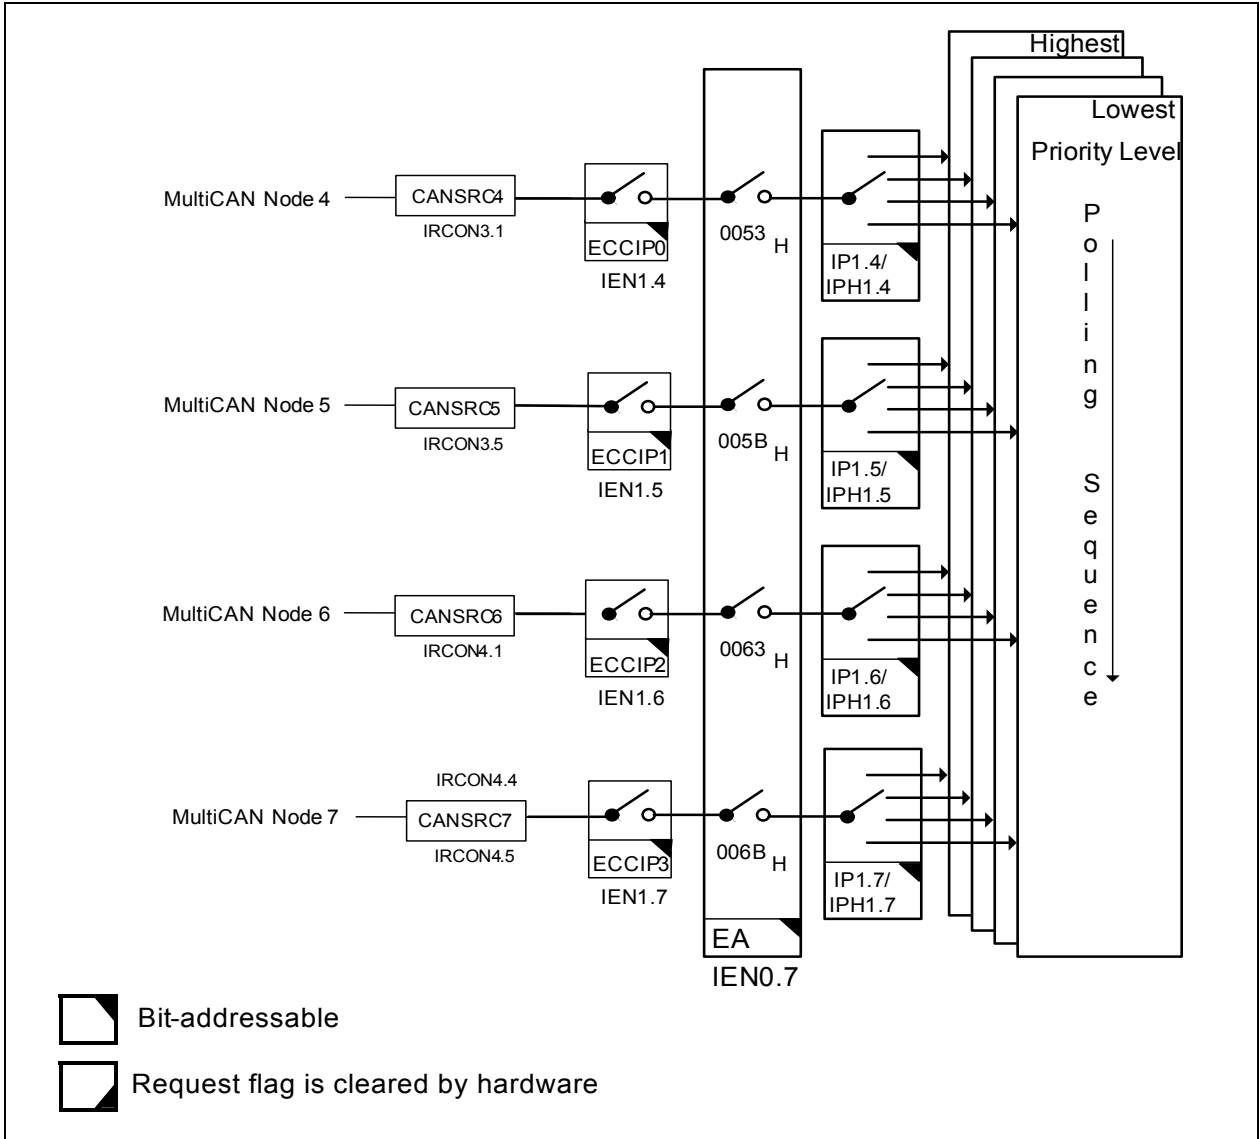 Highest
Lowest
Priority Level
Polling Sequence
MultiCAN Node 4
CANSRC4
IRCON3.1
ECCIP0
IEN1.4
0053 H
IP1.4/
IPH1.4
MultiCAN Node 5
CANSRC5
IRCON3.5
ECCIP1
IEN1.5
005B H
IP1.5/
IPH1.5
MultiCAN Node 6
CANSRC6
IRCON4.1
ECCIP2
IEN1.6
0063 H
IP1.6/
IPH1.6
MultiCAN Node 7
IRCON4.4
CANSRC7
IRCON4.5
ECCIP3
IEN1.7
006B H
IP1.7/
IPH1.7
EA
IEN0.7
Bit-addressable
Request flag is cleared by hardware